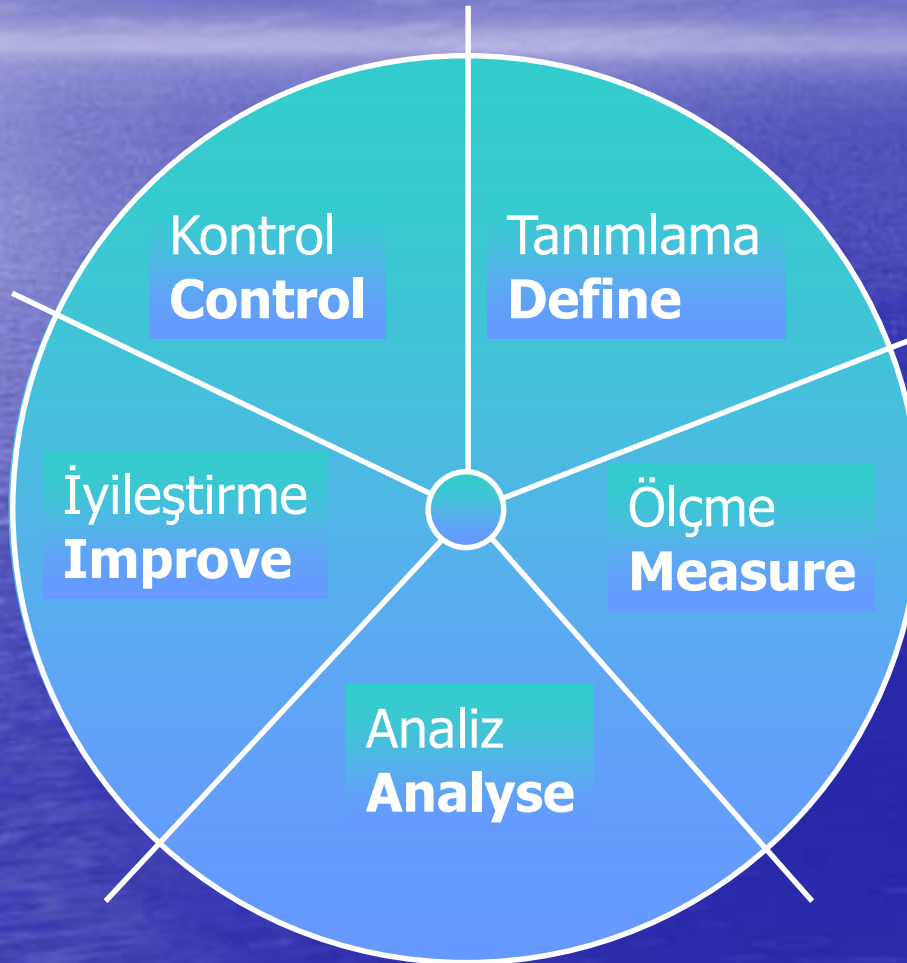 Kontrol
Control
Tanımlama
Define
İyileştirme
Improve
Ölçme
Measure
Analiz
Analyse